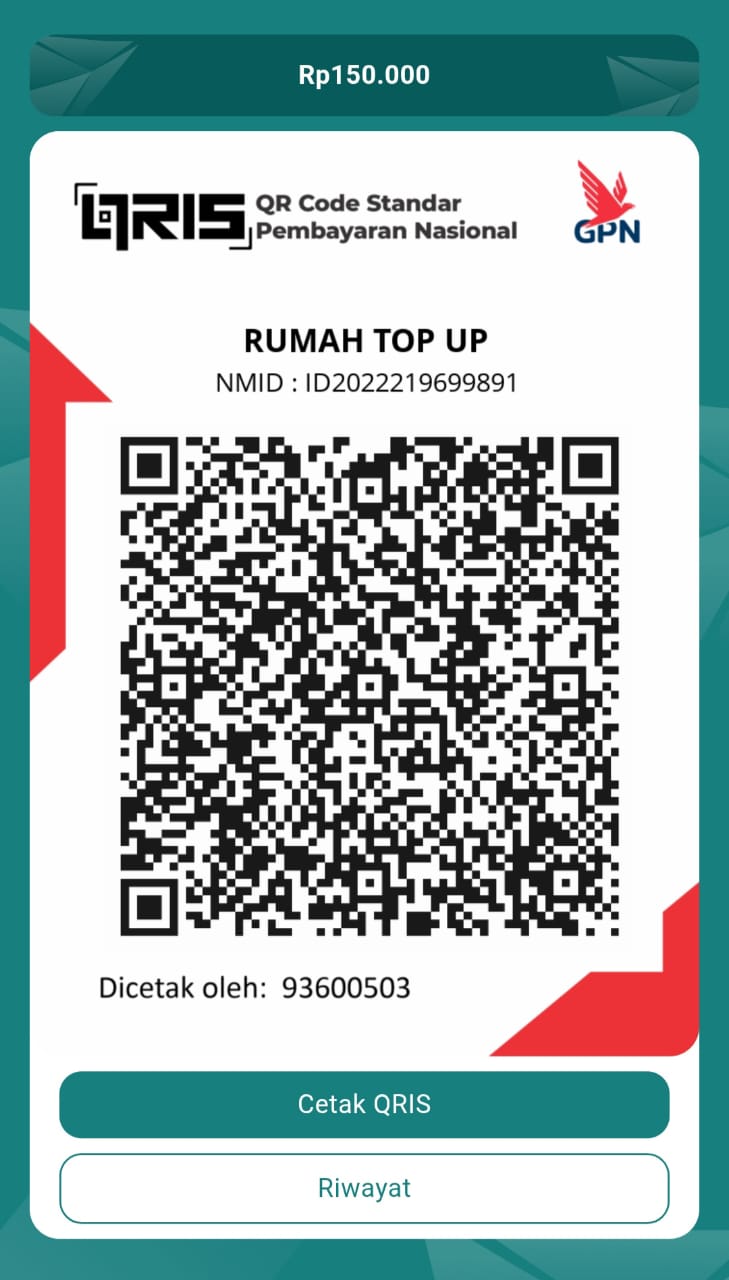 Rp150.000
QRIS
QR Code Standar
Pembayaran Nasional
GPN
RUMAH TOP UP
NMID : ID2022219699891
Dicetak oleh: 93600503
Cetak QRIS
Riwayat